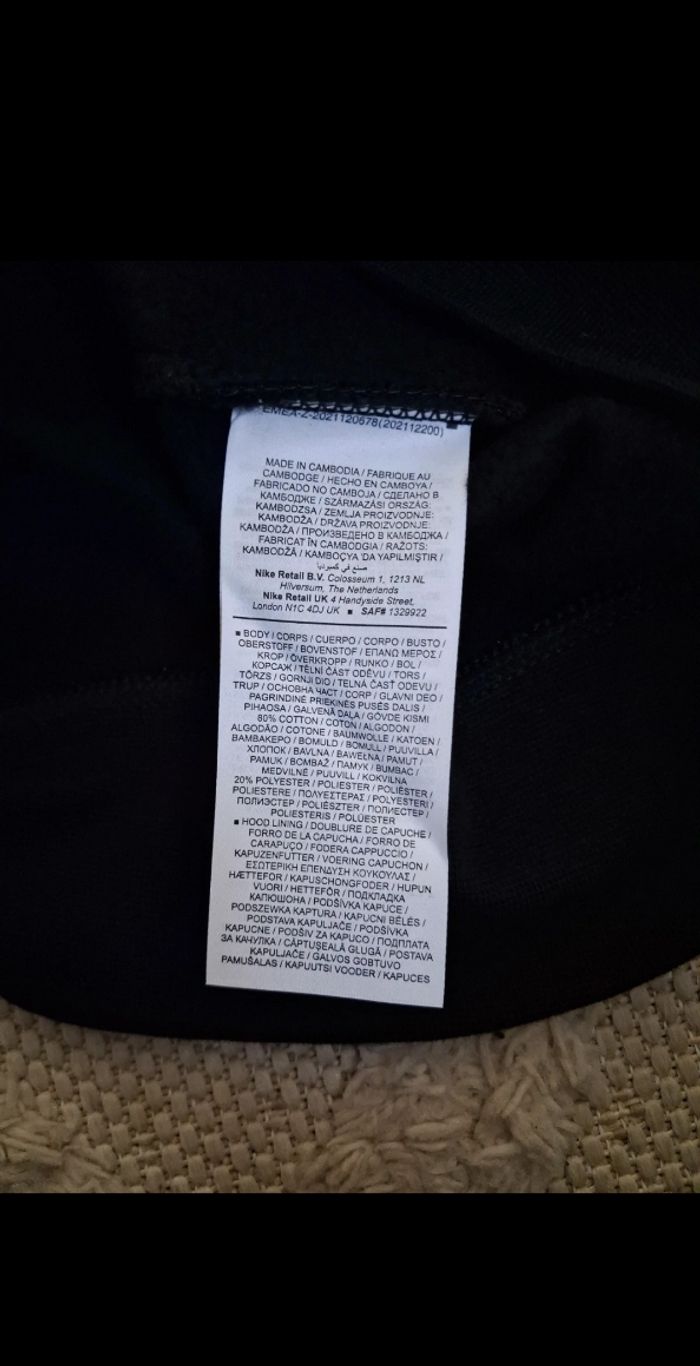 EMEA-Z-2021120678(202112200)
MADE IN CAMBODIA / FABRIQUE AU
CAMBODGE / HECHO EN CAMBOYA /
FABRICADO NO CAMBOJA / СДЕЛАНО В
КАМБОДЖЕ / SZÁRMAZÁSI ORSZÁG:
KAMBODZSA / ZEMLJA PROIZVODNJE:
KAMBODŽA / DRŽAVA PROIZVODNJE:
KAMBODŽA / ПРОИЗВЕДЕНО В КАМБОДЖА /
FABRICAT ÎN CAMBODGIA / RAŽOTS:
KAMBODŽĀ / KAMBOÇYA 'DA YAPILMIŞTIR /
صنع في كمبوديا
Nike Retail B.V. Colosseum 1, 1213 NL
Hilversum, The Netherlands
Nike Retail UK 4 Handyside Street,
London N1C 4DJ UK ■ SAF# 1329922
■ BODY / CORPS / CUERPO / CORPO / BUSTO /
OBERSTOFF / BOVENSTOF / ΕΠΑΝΩ ΜΕΡΟΣ /
KROP / ÖVERKROPP / RUNKO / BOL /
КОРСАЖ / TĚLNÍ ČÁST ODĚVU / TORS /
TÖRZS / GORNJI DIO / TELNÁ ČASŤ ODEVU /
TRUP / ОСНОВНА ЧАСТ / CORP / GLAVNI DEO /
PAGRINDINĖ PRIEKINĖS PUSĖS DALIS /
PIHAOSA / GALVENĀ DAĻA / GÖVDE KISMI
80% COTTON / COTON / ALGODON /
ALGODÃO / COTONE / BAUMWOLLE / KATOEN /
ΒΑΜΒΑΚΕΡΟ / BOMULD / BOMULL / PUUVILLA /
ХЛОПОК / BAVLNA / BAWEŁNA / PAMUT /
PAMUK / BOMBAŽ / ПАМУК / BUMBAC /
MEDVILNĖ / PUUVILL / KOKVILNA
20% POLYESTER / POLIESTER / POLIÉSTER /
POLIESTERE / ΠΟΛΥΕΣΤΕΡΑΣ / POLYESTERI /
ПОЛИЭСТЕР / POLIÉSZTER / ПОЛИЕСТЕР /
POLIESTERIS / POLÜESTER
■ HOOD LINING / DOUBLURE DE CAPUCHE /
FORRO DE LA CAPUCHA / FORRO DE
CARAPUÇO / FODERA CAPPUCCIO /
KAPUZENFUTTER / VOERING CAPUCHON /
ΕΣΩΤΕΡΙΚΗ ΕΠΕΝΔΥΣΗ ΚΟΥΚΟΥΛΑΣ /
HÆTTEFOR / KAPUSCHONGFODER / HUPUN
VUORI / HETTEFÔR / ПОДКЛАДКА
КАПЮШОНА / PODŠÍVKA KAPUCE /
PODSZEWKA KAPTURA / KAPUCNI BÉLÉS /
PODSTAVA KAPULJAČE / PODŠÍVKA
KAPUCNE / PODŠIV ZA KAPUCO / ПОДПЛАТА
ЗА КАЧУЛКА / CĂPTUȘEALĂ GLUGĂ / POSTAVA
KAPULJAČE / GALVOS GOBTUVO
PAMUŠALAS / KAPUUTSI VOODER / KAPUCES